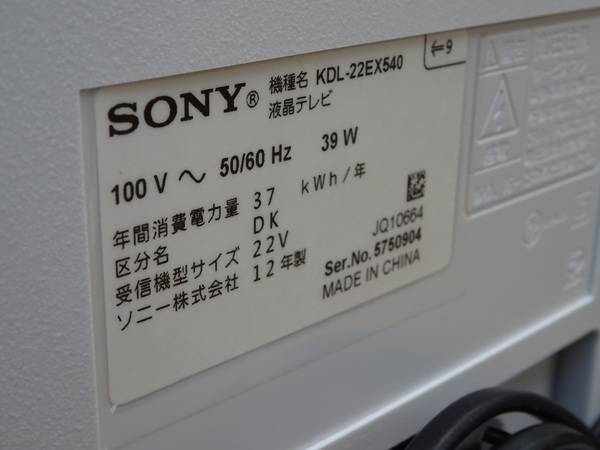 SONY® 機種名 KDL-22EX540
液晶テレビ
⇐9
100 V ～ 50/60 Hz 39 W
年間消費電力量 37 kWh/年
区分名 DK
受信機型サイズ 22V
ソニー株式会社 12年製
JQ10664
Ser.No. 5750904
MADE IN CHINA